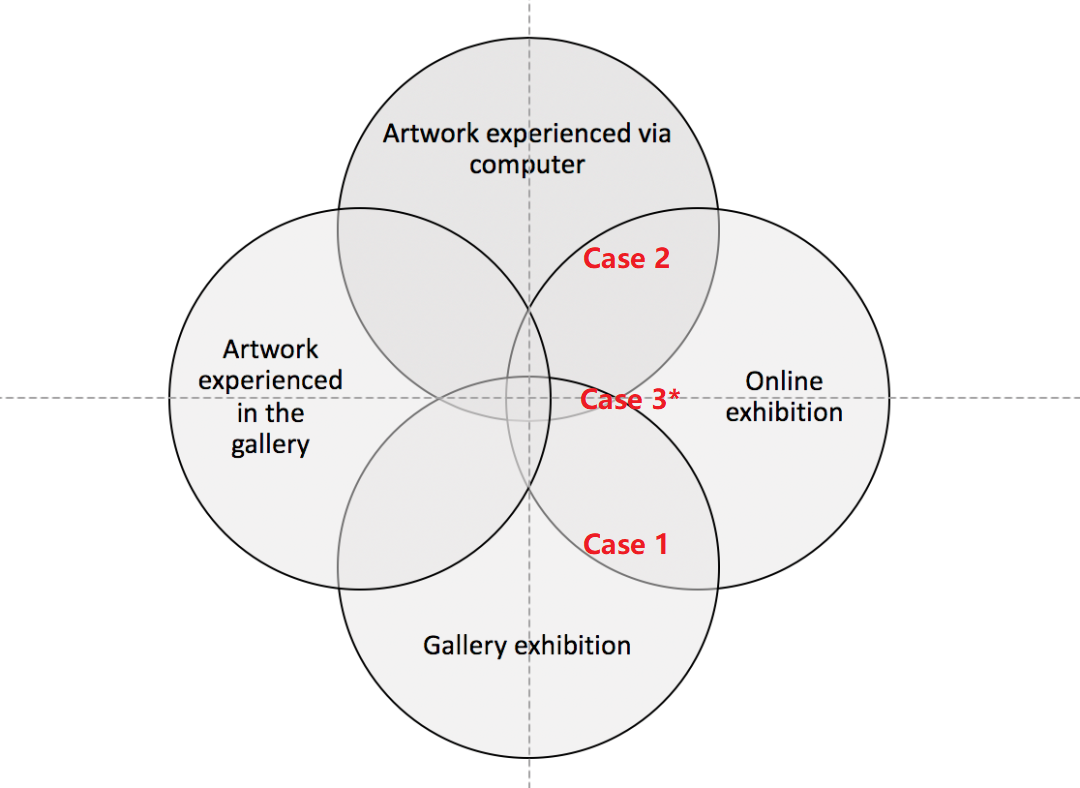 Artwork experienced via
computer
Case 2
Artwork
experienced
in the
gallery
Case 3*
Online
exhibition
Case 1
Gallery exhibition